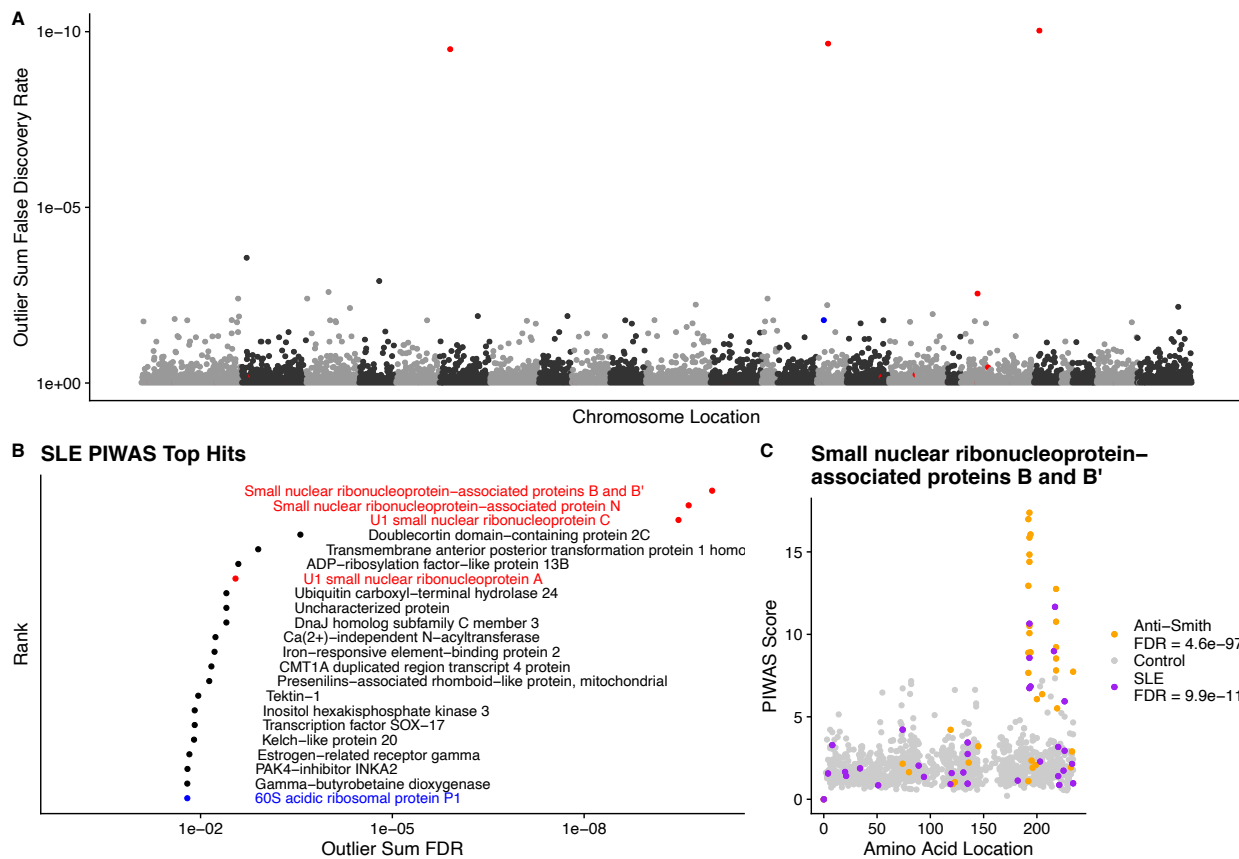 A
Outlier Sum False Discovery Rate
1e−10
1e−05
1e+00
Chromosome Location
B
SLE PIWAS Top Hits
Rank
Small nuclear ribonucleoprotein−associated proteins B and B'
Small nuclear ribonucleoprotein−associated protein N
U1 small nuclear ribonucleoprotein C
Doublecortin domain−containing protein 2C
Transmembrane anterior posterior transformation protein 1 homo
ADP−ribosylation factor−like protein 13B
U1 small nuclear ribonucleoprotein A
Ubiquitin carboxyl−terminal hydrolase 24
Uncharacterized protein
DnaJ homolog subfamily C member 3
Ca(2+)−independent N−acyltransferase
Iron−responsive element−binding protein 2
CMT1A duplicated region transcript 4 protein
Presenilins−associated rhomboid−like protein, mitochondrial
Tektin−1
Inositol hexakisphosphate kinase 3
Transcription factor SOX−17
Kelch−like protein 20
Estrogen−related receptor gamma
PAK4−inhibitor INKA2
Gamma−butyrobetaine dioxygenase
60S acidic ribosomal protein P1
1e−02 1e−05 1e−08
Outlier Sum FDR
C
Small nuclear ribonucleoprotein−
associated proteins B and B'
PIWAS Score
15
10
5
0
0 50 100 150 200
Amino Acid Location
Anti−Smith
FDR = 4.6e−97
Control
SLE
FDR = 9.9e−11